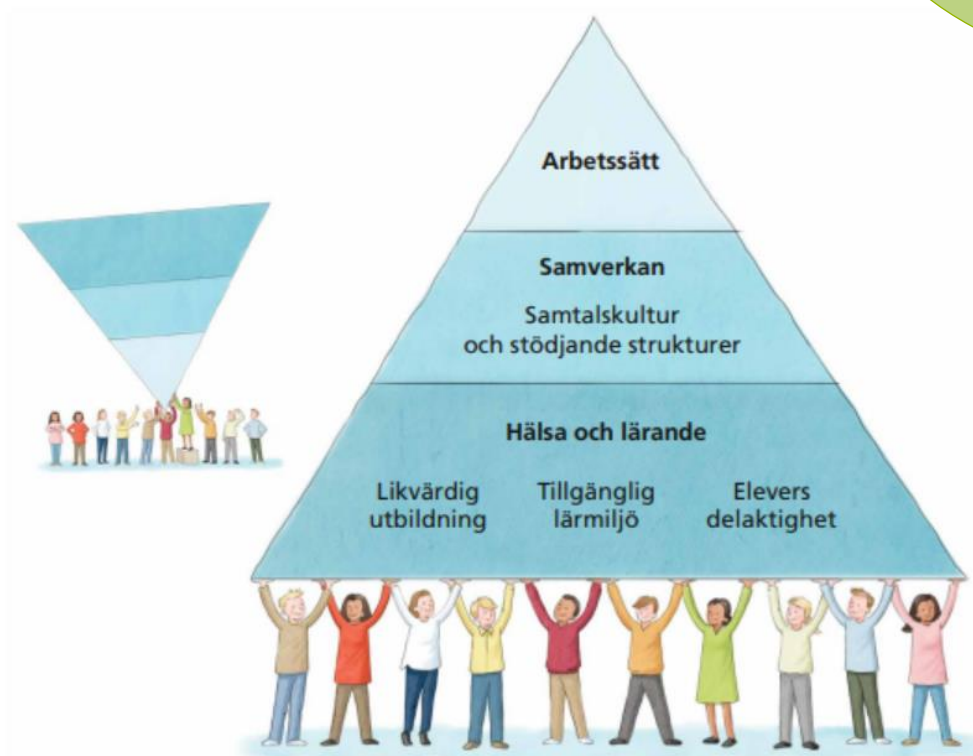 Arbetssätt
Samverkan
Samtalskultur
och stödjande strukturer
Hälsa och lärande
Likvärdig
utbildning
Tillgänglig
lärmiljö
Elevers
delaktighet